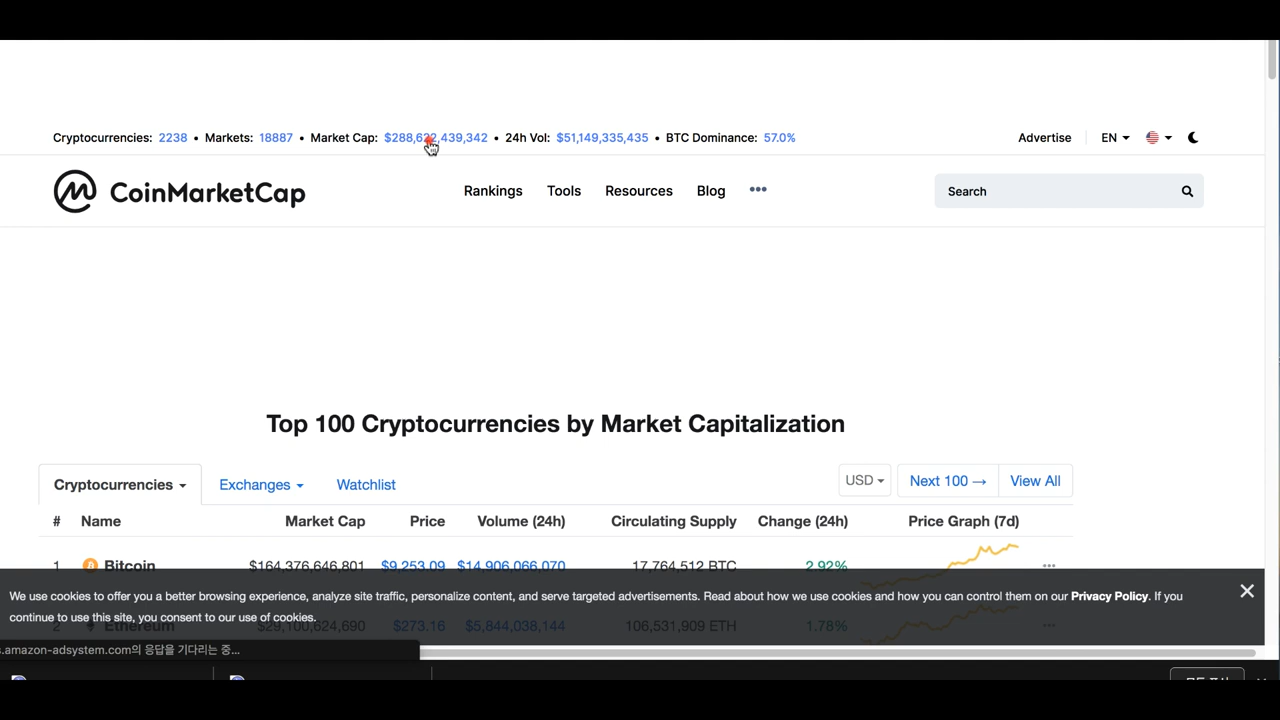 Cryptocurrencies: 2238 • Markets: 18887 • Market Cap: $288,622,439,342 • 24h Vol: $51,149,335,435 • BTC Dominance: 57.0% Advertise EN
CoinMarketCap Rankings Tools Resources Blog ••• Search
Top 100 Cryptocurrencies by Market Capitalization
Cryptocurrencies Exchanges Watchlist USD Next 100 → View All
# Name Market Cap Price Volume (24h) Circulating Supply Change (24h) Price Graph (7d)
1 Bitcoin $164,376,646,801 $9,253.09 $14,906,066,070 17,764,512 BTC 2.92%
We use cookies to offer you a better browsing experience, analyze site traffic, personalize content, and serve targeted advertisements. Read about how we use cookies and how you can control them on our Privacy Policy. If you
continue to use this site, you consent to our use of cookies.
2 Ethereum $29,100,624,690 $273.16 $5,844,038,144 106,531,909 ETH 1.78%
s.amazon-adsystem.com의 응답을 기다리는 중...